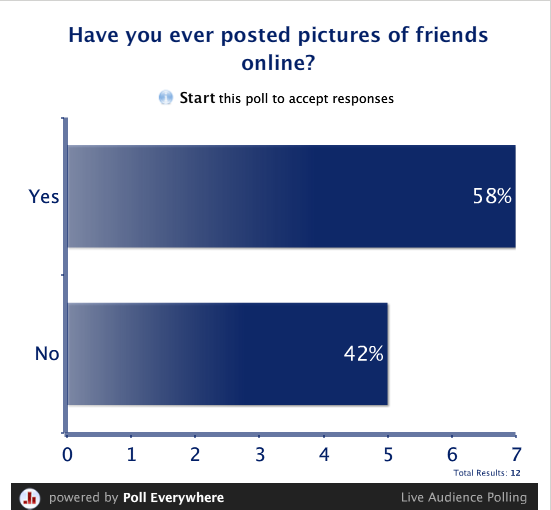 Have you ever posted pictures of friends
online?
Start this poll to accept responses
Yes
58%
No
42%
0 1 2 3 4 5 6 7
Total Results: 12
powered by Poll Everywhere
Live Audience Polling